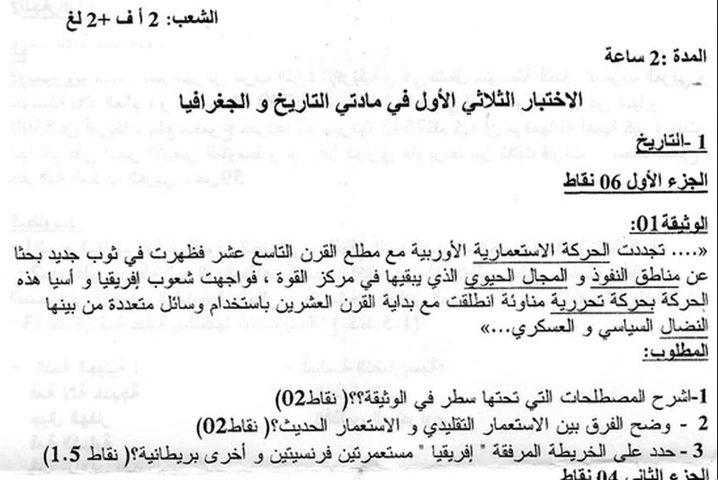 الشعب: 2 أ ف +2 لغ
المدة :2 ساعة
الاختبار الثلاثي الأول في مادتي التاريخ و الجغرافيا
1 -التاريخ
الجزء الأول 06 نقاط
الوثيقة01:
«.... تجددت الحركة الاستعمارية الأوربية مع مطلع القرن التاسع عشر فظهرت في ثوب جديد بحثا
عن مناطق النفوذ و المجال الحيوي الذي يبقيها في مركز القوة ، فواجهت شعوب إفريقيا و آسيا هذه
الحركة بحركة تحررية مناوئة انطلقت مع بداية القرن العشرين باستخدام وسائل متعددة من بينها
النضال السياسي و العسكري...»
المطلوب:
1-اشرح المصطلحات التي تحتها سطر في الوثيقة؟؟( نقاط02)
2 - وضح الفرق بين الاستعمار التقليدي و الاستعمار الحديث؟( نقاط02)
3 - حدد على الخريطة المرفقة " إفريقيا " مستعمرتين فرنسيتين و أخرى بريطانية؟( نقاط 1.5)
الجزء الثاني 04 نقاط